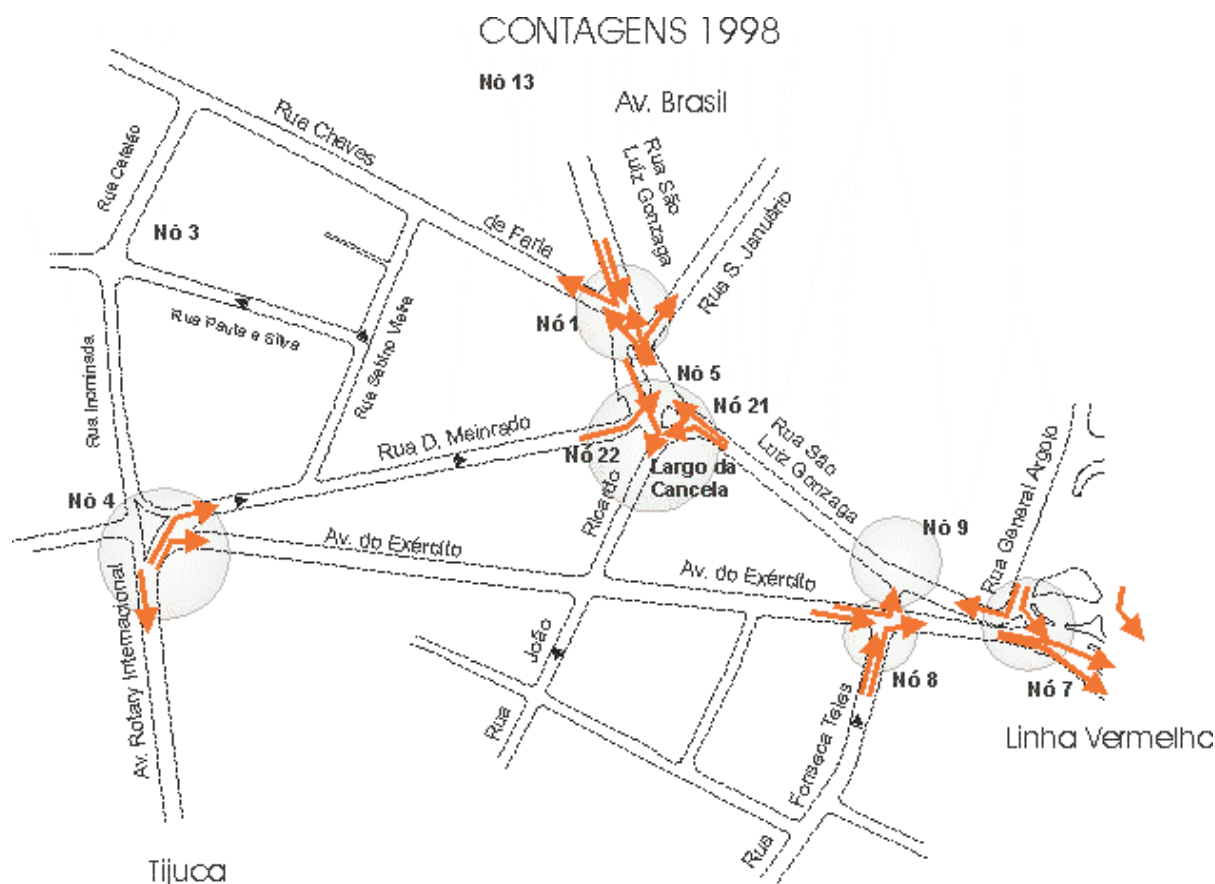 CONTAGENS 1998
Nó 13
Av. Brasil
Rua Chaves
de Faria
Rua São
Luiz Gonzaga
Rua S. Januário
Rua Catalão
Nó 3
Rua Paula e Silva
Rua Sabino Vieira
Rua Inominada
Nó 1
Nó 5
Nó 21
Rua D. Meinrado
Nó 22
Largo da
Cancela
Rua São
Luiz Gonzaga
Nó 4
Ricardo
Av. do Exército
Nó 9
Rua General Argolo
Av. do Exército
Av. Rotary Internacional
João
Rua
Nó 8
Nó 7
Fonseca Teles
Rua
Linha Vermelha
Tijuca